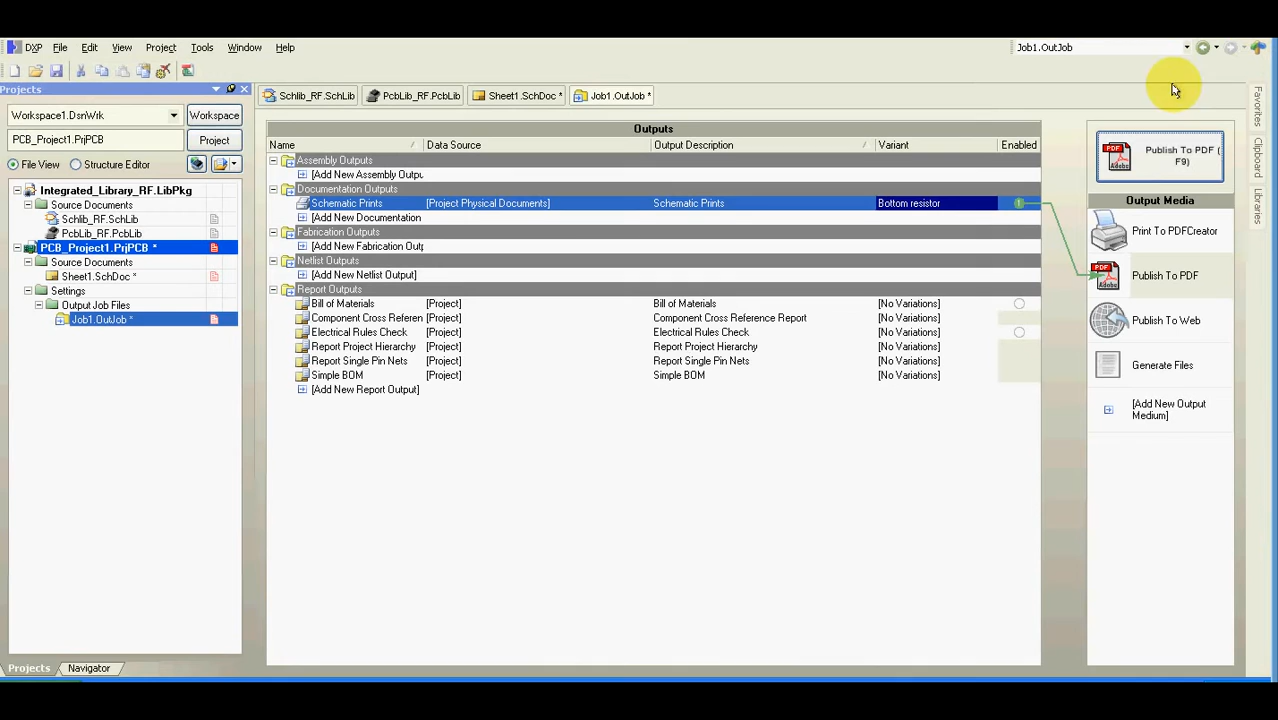 DXP File Edit View Project Tools Window Help
Job1.OutJob
Projects
Schlib_RF.SchLib PcbLib_RF.PcbLib Sheet1.SchDoc * Job1.OutJob *
Workspace1.DsnWrk Workspace
PCB_Project1.PrjPCB Project
File View Structure Editor
Integrated_Library_RF.LibPkg
Source Documents
Schlib_RF.SchLib
PcbLib_RF.PcbLib
PCB_Project1.PrjPCB *
Source Documents
Sheet1.SchDoc *
Settings
Output Job Files
Job1.OutJob *
Projects Navigator
Outputs
Name Data Source Output Description Variant Enabled
Assembly Outputs
[Add New Assembly Outpu
Documentation Outputs
Schematic Prints [Project Physical Documents] Schematic Prints Bottom resistor 1
[Add New Documentation
Fabrication Outputs
[Add New Fabrication Outp
Netlist Outputs
[Add New Netlist Output]
Report Outputs
Bill of Materials [Project] Bill of Materials [No Variations]
Component Cross Referen [Project] Component Cross Reference Report [No Variations]
Electrical Rules Check [Project] Electrical Rules Check [No Variations]
Report Project Hierarchy [Project] Report Project Hierarchy [No Variations]
Report Single Pin Nets [Project] Report Single Pin Nets [No Variations]
Simple BOM [Project] Simple BOM [No Variations]
[Add New Report Output]
PDF Adobe
Publish To PDF (
F9)
Output Media
Print To PDFCreator
PDF Adobe Publish To PDF
Publish To Web
Generate Files
[Add New Output
Medium]
Favorites
Clipboard
Libraries